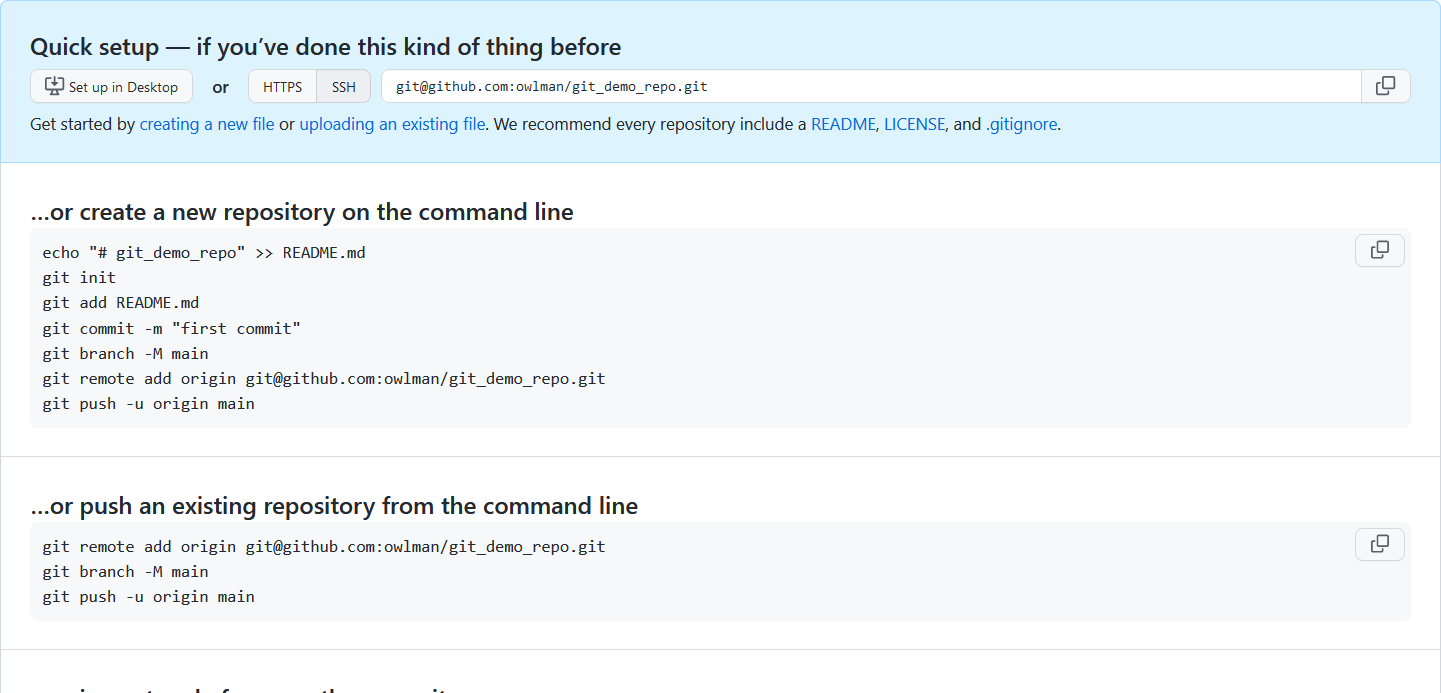 Quick setup — if you’ve done this kind of thing before
Set up in Desktop or HTTPS SSH git@github.com:owlman/git_demo_repo.git
Get started by creating a new file or uploading an existing file. We recommend every repository include a README, LICENSE, and .gitignore.
…or create a new repository on the command line
echo "# git_demo_repo" >> README.md
git init
git add README.md
git commit -m "first commit"
git branch -M main
git remote add origin git@github.com:owlman/git_demo_repo.git
git push -u origin main
…or push an existing repository from the command line
git remote add origin git@github.com:owlman/git_demo_repo.git
git branch -M main
git push -u origin main